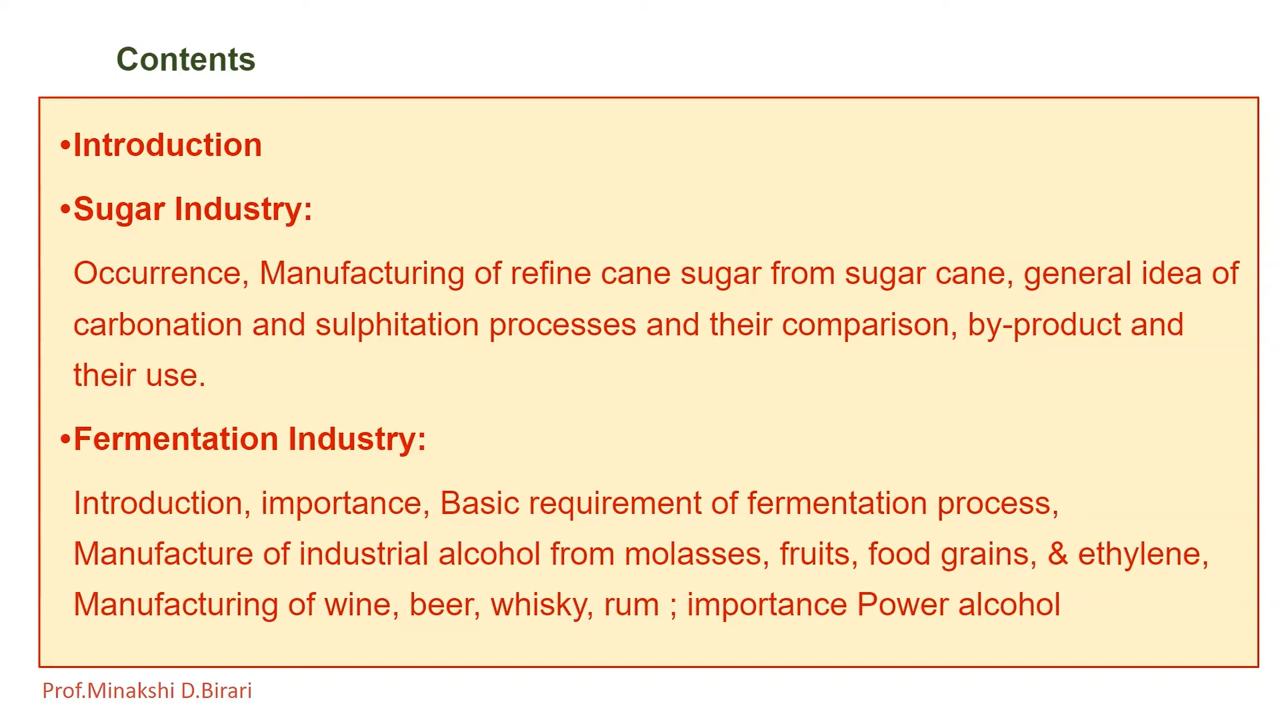 Contents
•Introduction
•Sugar Industry:
Occurrence, Manufacturing of refine cane sugar from sugar cane, general idea of
carbonation and sulphitation processes and their comparison, by-product and
their use.
•Fermentation Industry:
Introduction, importance, Basic requirement of fermentation process,
Manufacture of industrial alcohol from molasses, fruits, food grains, & ethylene,
Manufacturing of wine, beer, whisky, rum ; importance Power alcohol
Prof.Minakshi D.Birari